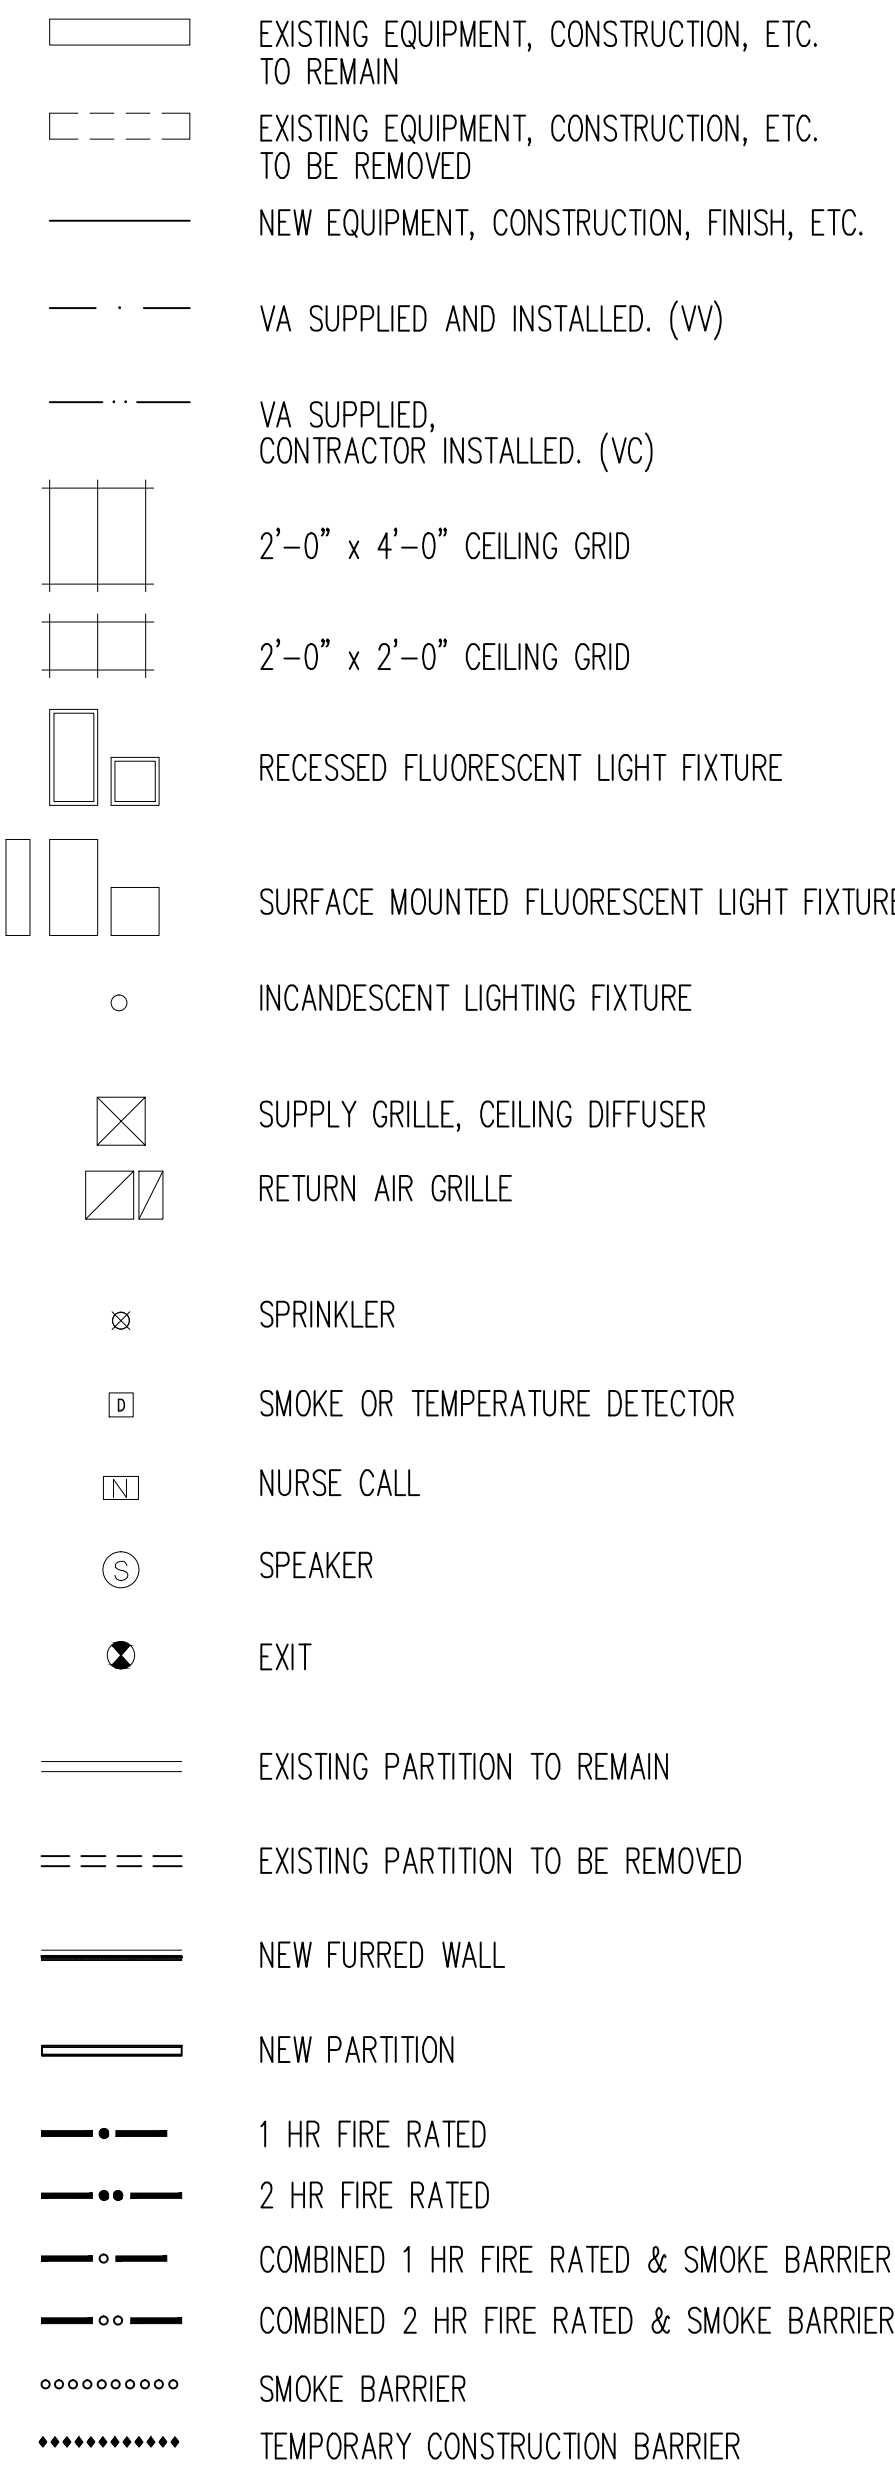 EXISTING EQUIPMENT, CONSTRUCTION, ETC.
TO REMAIN
EXISTING EQUIPMENT, CONSTRUCTION, ETC.
TO BE REMOVED
NEW EQUIPMENT, CONSTRUCTION, FINISH, ETC.
VA SUPPLIED AND INSTALLED. (VV)
VA SUPPLIED,
CONTRACTOR INSTALLED. (VC)
2'-0" x 4'-0" CEILING GRID
2'-0" x 2'-0" CEILING GRID
RECESSED FLUORESCENT LIGHT FIXTURE
SURFACE MOUNTED FLUORESCENT LIGHT FIXTURE
INCANDESCENT LIGHTING FIXTURE
SUPPLY GRILLE, CEILING DIFFUSER
RETURN AIR GRILLE
SPRINKLER
D SMOKE OR TEMPERATURE DETECTOR
N NURSE CALL
S SPEAKER
EXIT
EXISTING PARTITION TO REMAIN
EXISTING PARTITION TO BE REMOVED
NEW FURRED WALL
NEW PARTITION
1 HR FIRE RATED
2 HR FIRE RATED
COMBINED 1 HR FIRE RATED & SMOKE BARRIER
COMBINED 2 HR FIRE RATED & SMOKE BARRIER
SMOKE BARRIER
TEMPORARY CONSTRUCTION BARRIER